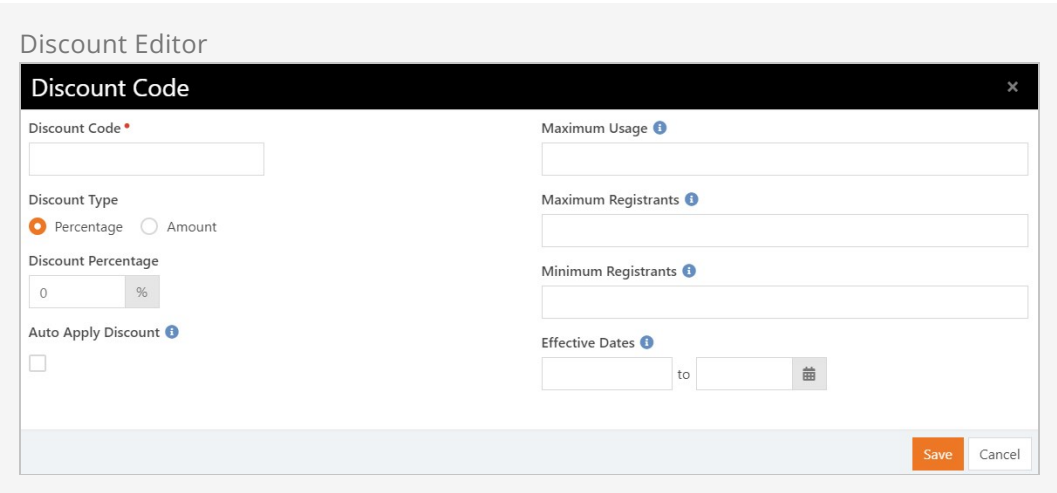 Discount Editor
Discount Code
×
Discount Code
Discount Type
Percentage
Amount
Discount Percentage
0 %
Auto Apply Discount
Maximum Usage
Maximum Registrants
Minimum Registrants
Effective Dates
to
Save
Cancel